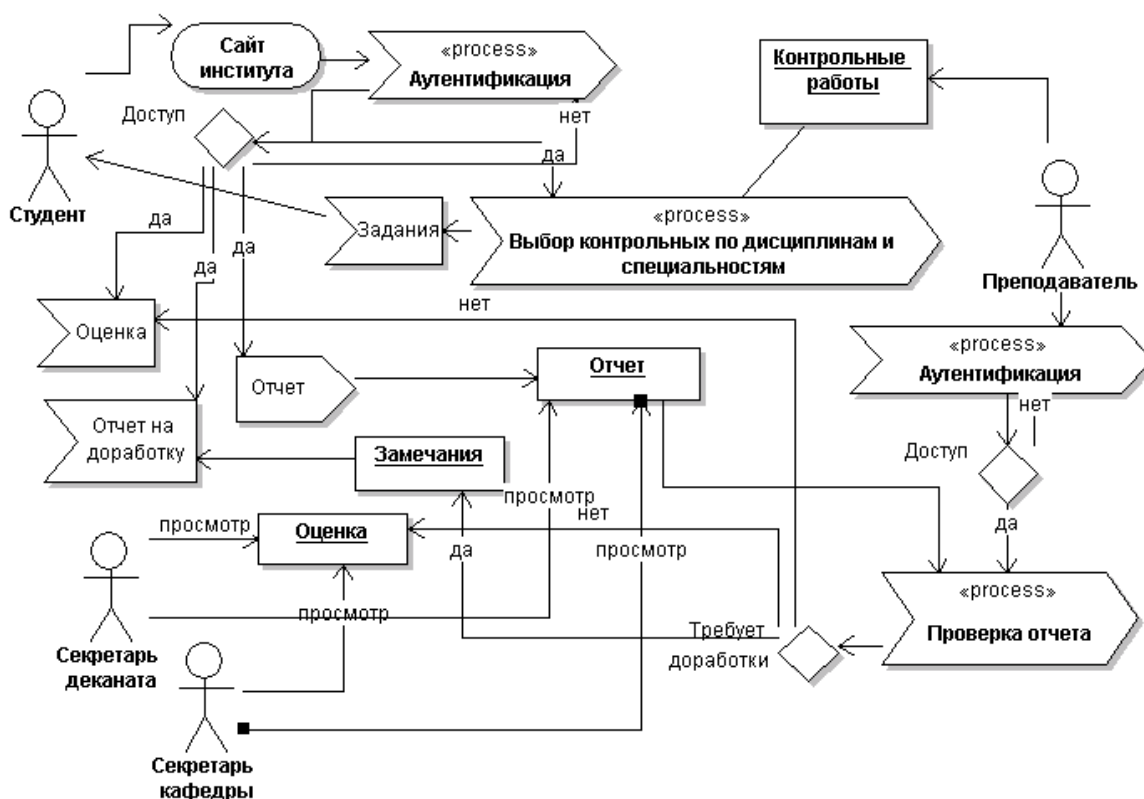 Сайт
института
«process»
Аутентификация
Контрольные
работы
Доступ
нет
да
Студент
Задания
«process»
Выбор контрольных по дисциплинам и
специальностям
Преподаватель
да
да
да
нет
Оценка
«process»
Аутентификация
Отчет
Отчет
нет
Отчет на
доработку
Замечания
Доступ
просмотр
нет
просмотр
Оценка
да
просмотр
да
«process»
Проверка отчета
просмотр
Требует
доработки
Секретарь
деканата
Секретарь
кафедры